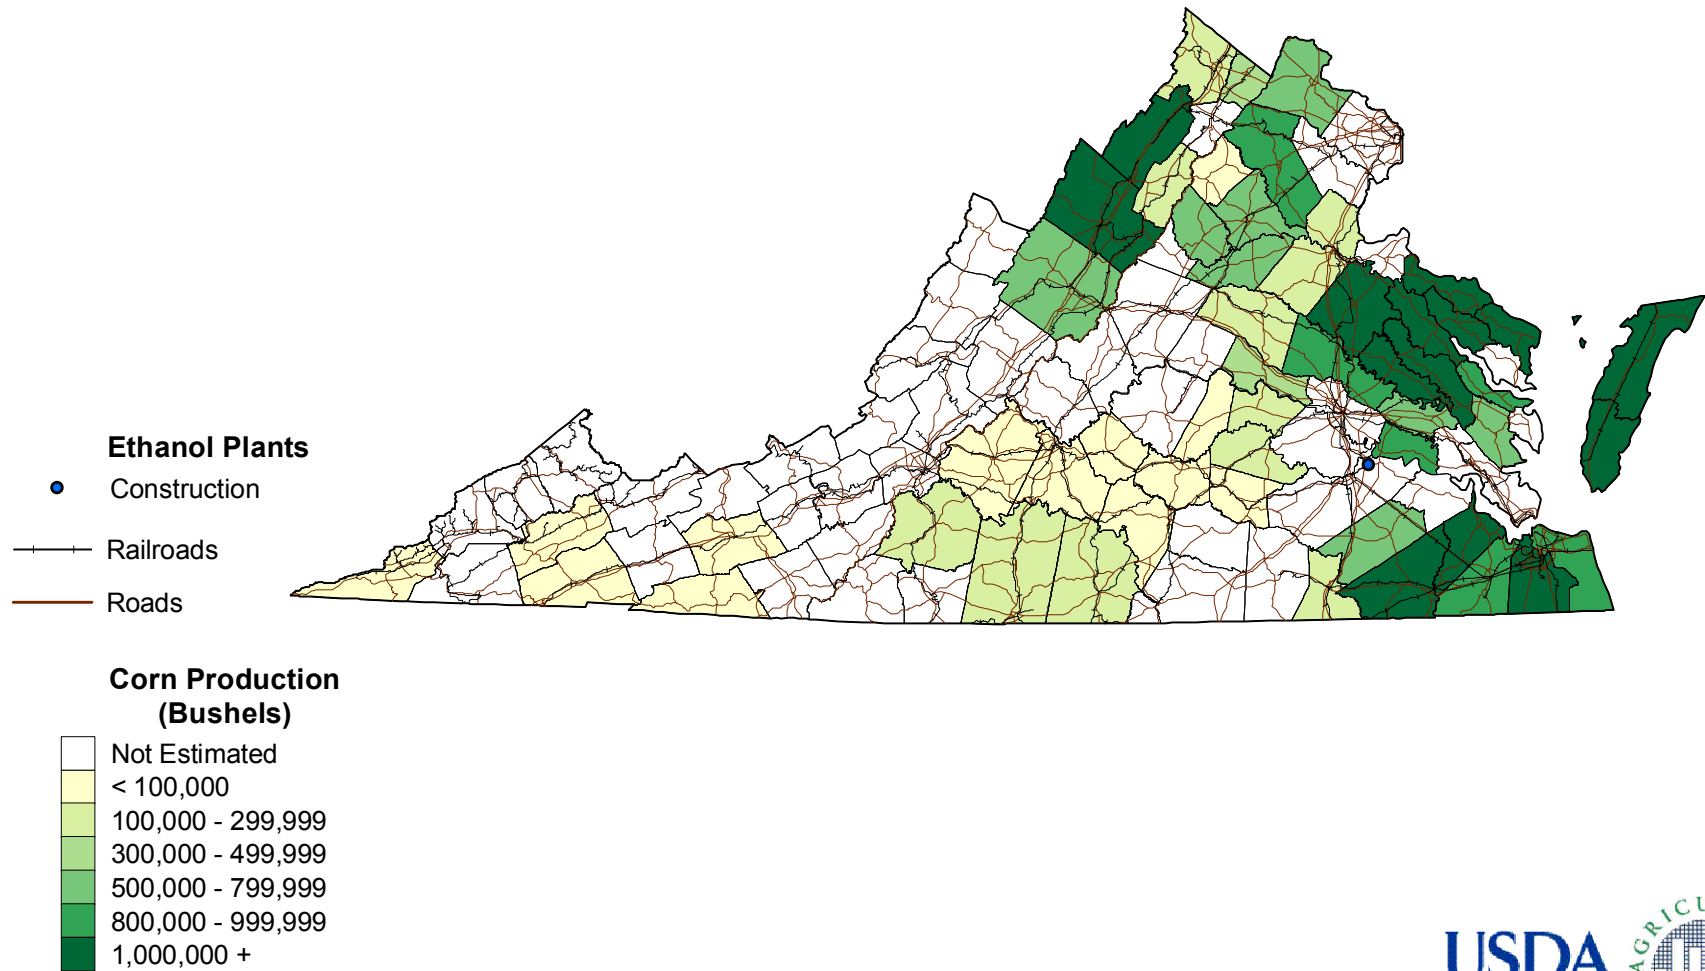 Ethanol Plants
Construction
Railroads
Roads
Corn Production
(Bushels)
Not Estimated
< 100,000
100,000 - 299,999
300,000 - 499,999
500,000 - 799,999
800,000 - 999,999
1,000,000 +
USDA
AGRICU